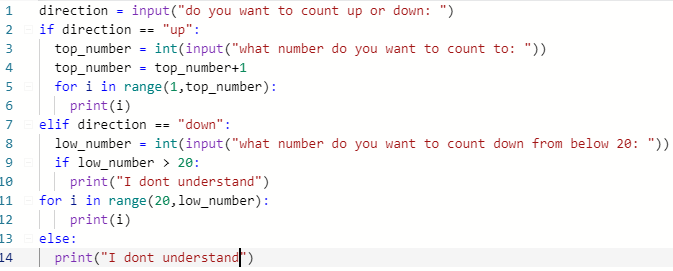 1 direction = input("do you want to count up or down: ")
2 if direction == "up":
3   top_number = int(input("what number do you want to count to: "))
4   top_number = top_number+1
5   for i in range(1,top_number):
6     print(i)
7 elif direction == "down":
8   low_number = int(input("what number do you want to count down from below 20: "))
9   if low_number > 20:
10     print("I dont understand")
11 for i in range(20,low_number):
12     print(i)
13 else:
14   print("I dont understand")